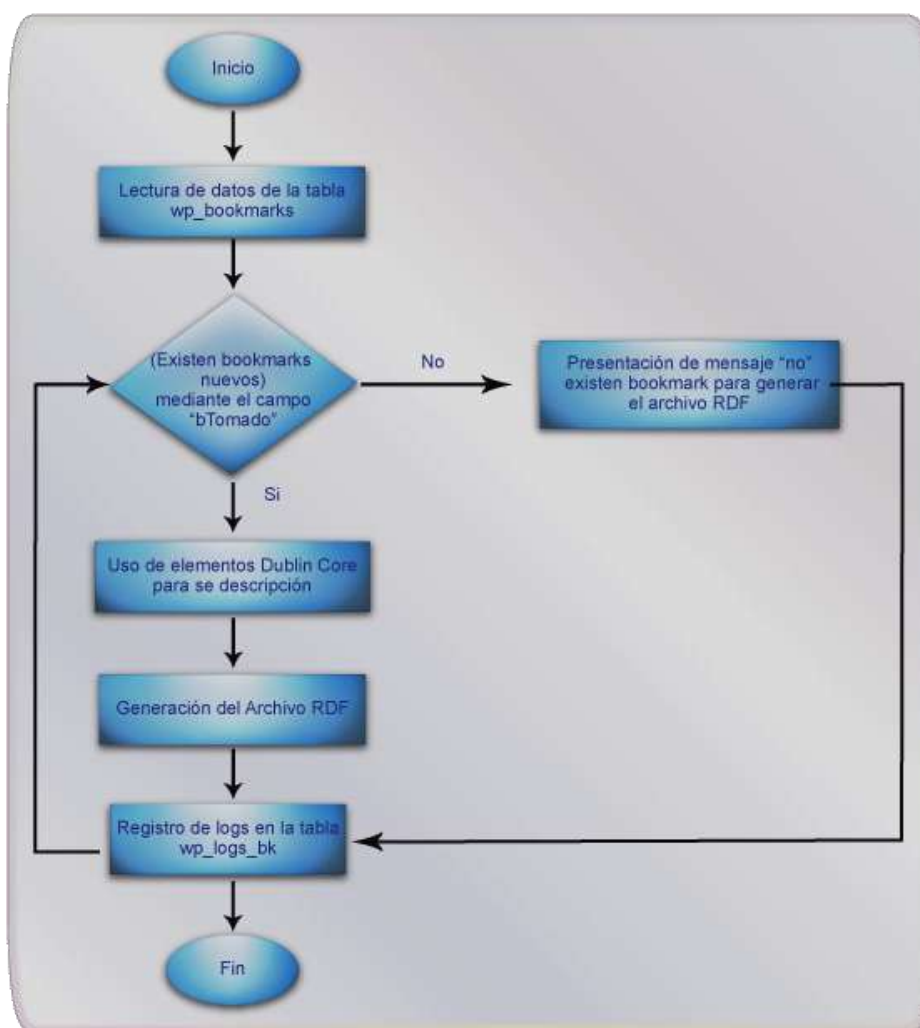 Inicio
Lectura de datos de la tabla
wp_bookmarks
(Existen bookmarks
nuevos)
mediante el campo
“bTomado”
No
Presentación de mensaje “no”
existen bookmark para generar
el archivo RDF
Si
Uso de elementos Dublin Core
para se descripción
Generación del Archivo RDF
Registro de logs en la tabla
wp_logs_bk
Fin